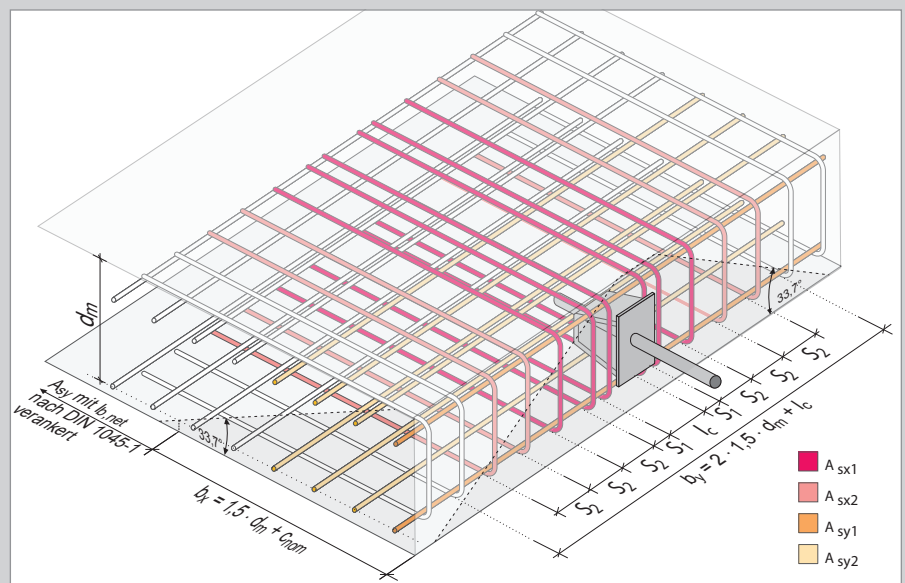 dm
Asy mit lb,net
nach DIN 1045-1
verankert
33,7°
33,7°
bx = 1,5 · dm + cnom
S2
S2
S2
S1
lc
S1
S2
S2
S2
by = 2 · 1,5 · dm + lc
A sx1
A sx2
A sy1
A sy2